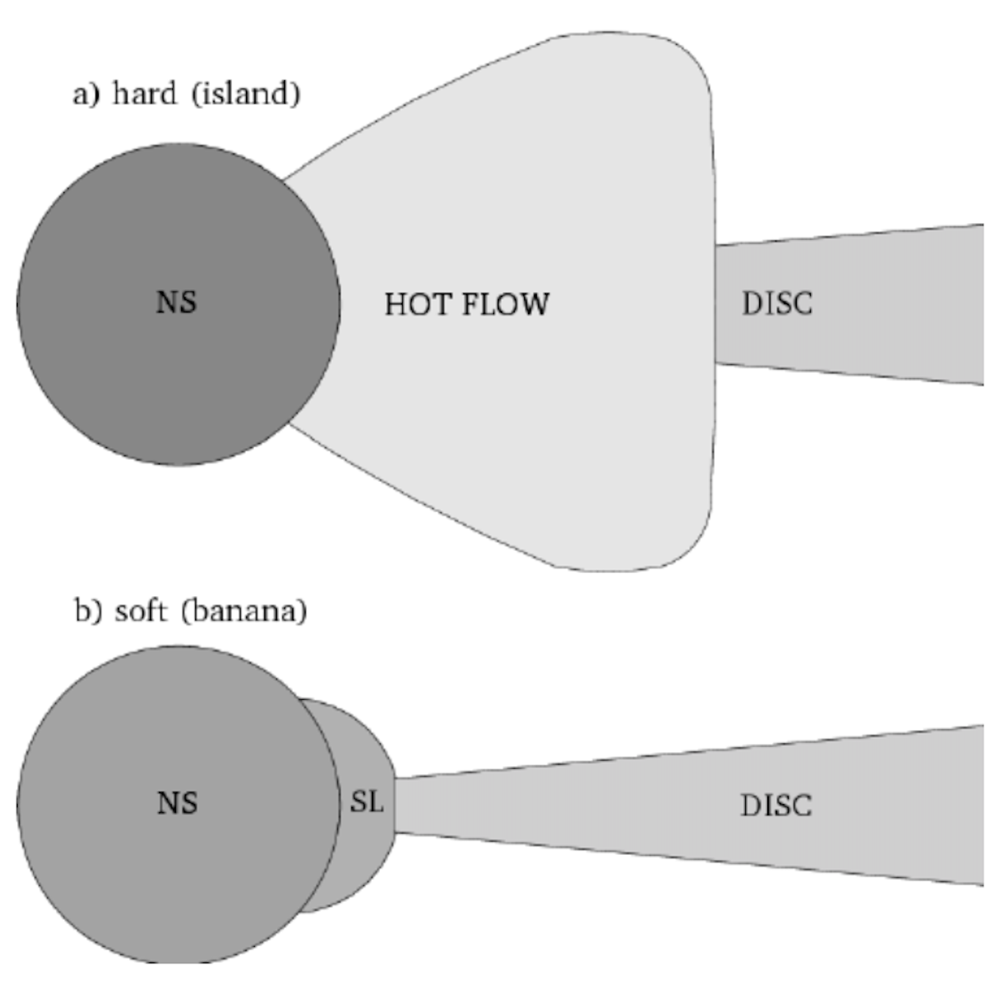 a) hard (island)
NS
HOT FLOW
DISC
b) soft (banana)
NS
SL
DISC